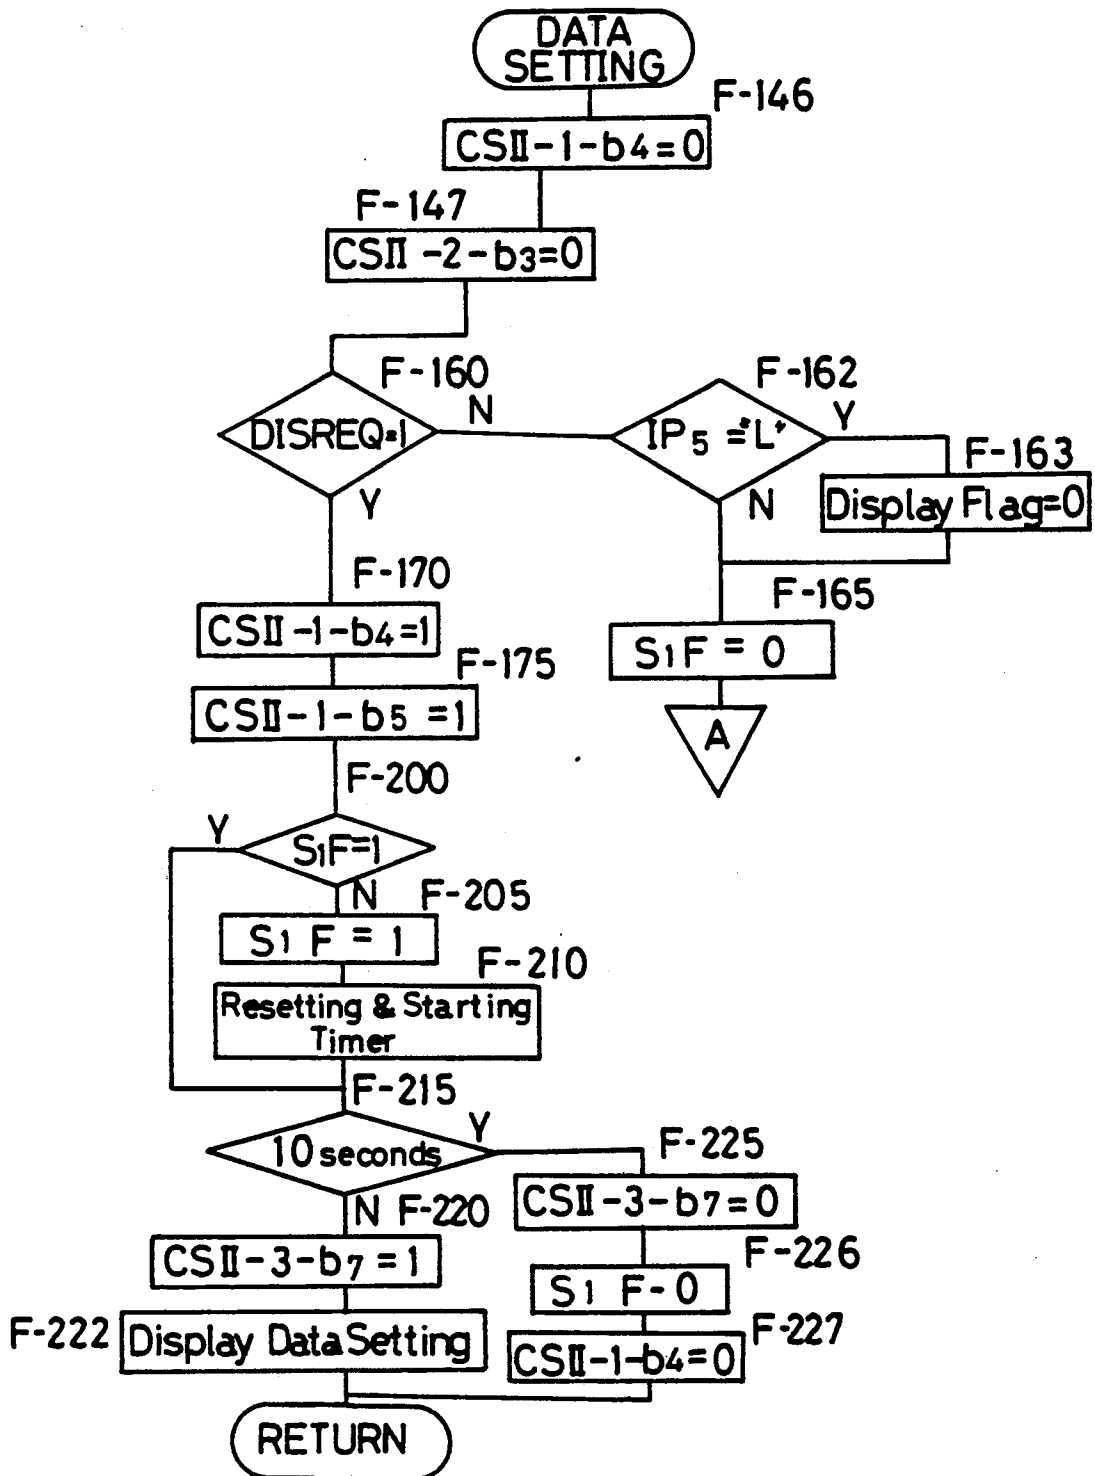 DATA
SETTING
F-146
CSII-1-b4=0
F-147
CSII-2-b3=0
F-160
DISREQ=1
N
Y
F-162
IP5="L"
Y
N
F-163
Display Flag=0
F-165
S1F = 0
A
F-170
CSII-1-b4=1
F-175
CSII-1-b5=1
F-200
S1F=1
Y
N
F-205
S1 F = 1
F-210
Resetting & Starting
Timer
F-215
10 seconds
Y
N
F-220
CSII-3-b7=1
F-222
Display Data Setting
F-225
CSII-3-b7=0
F-226
S1 F-0
F-227
CSII-1-b4=0
RETURN